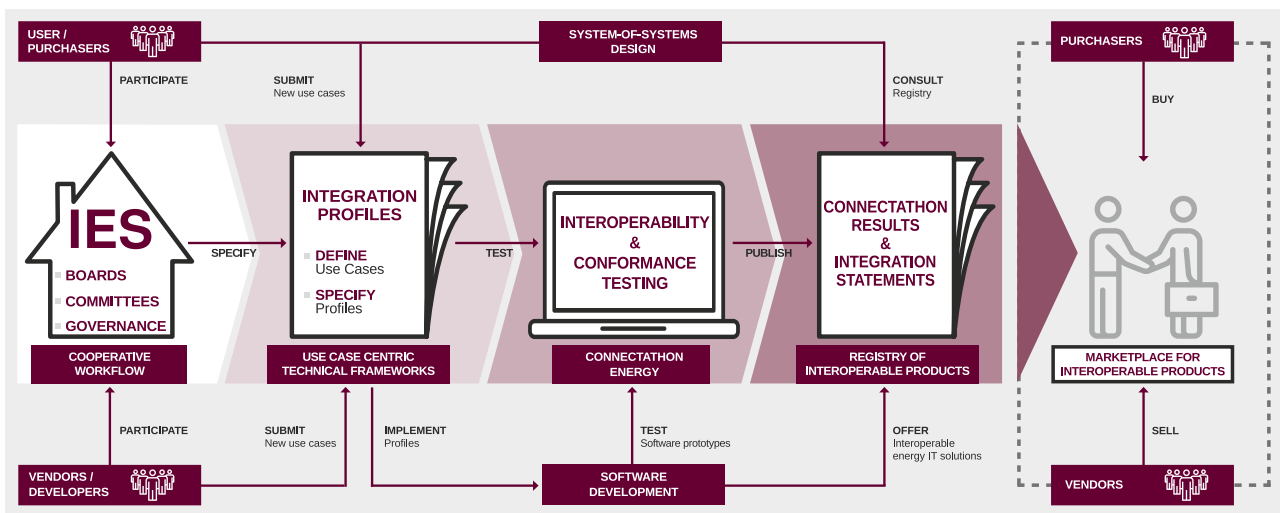 USER /
PURCHASERS
SYSTEM-OF-SYSTEMS
DESIGN
PURCHASERS
PARTICIPATE
SUBMIT
New use cases
CONSULT
Registry
BUY
IES
BOARDS
COMMITTEES
GOVERNANCE
SPECIFY
INTEGRATION
PROFILES
DEFINE
Use Cases
SPECIFY
Profiles
TEST
INTEROPERABILITY
&
CONFORMANCE
TESTING
PUBLISH
CONNECTATHON
RESULTS
&
INTEGRATION
STATEMENTS
COOPERATIVE
WORKFLOW
USE CASE CENTRIC
TECHNICAL FRAMEWORKS
CONNECTATHON
ENERGY
REGISTRY OF
INTEROPERABLE PRODUCTS
MARKETPLACE FOR
INTEROPERABLE PRODUCTS
PARTICIPATE
SUBMIT
New use cases
IMPLEMENT
Profiles
TEST
Software prototypes
OFFER
Interoperable
energy IT solutions
SELL
VENDORS /
DEVELOPERS
SOFTWARE
DEVELOPMENT
VENDORS